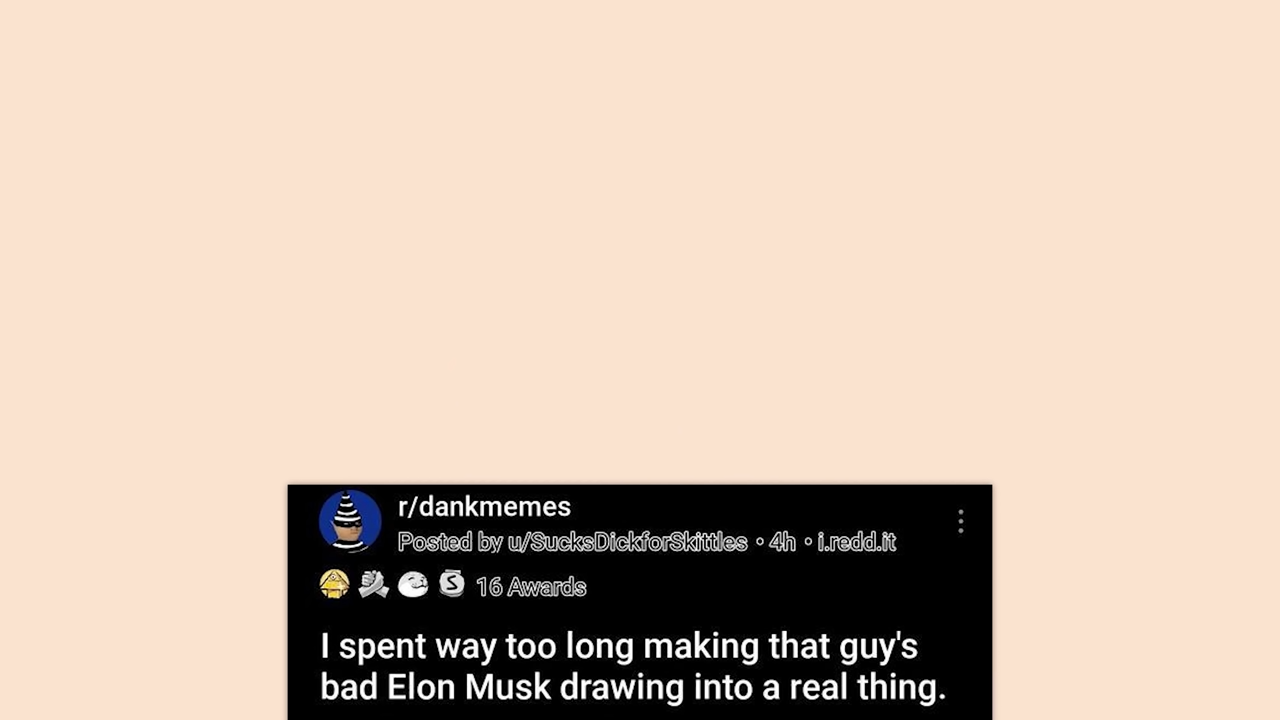 r/dankmemes
Posted by u/SucksDickforSkittles • 4h • i.redd.it
S 16 Awards
I spent way too long making that guy's
bad Elon Musk drawing into a real thing.